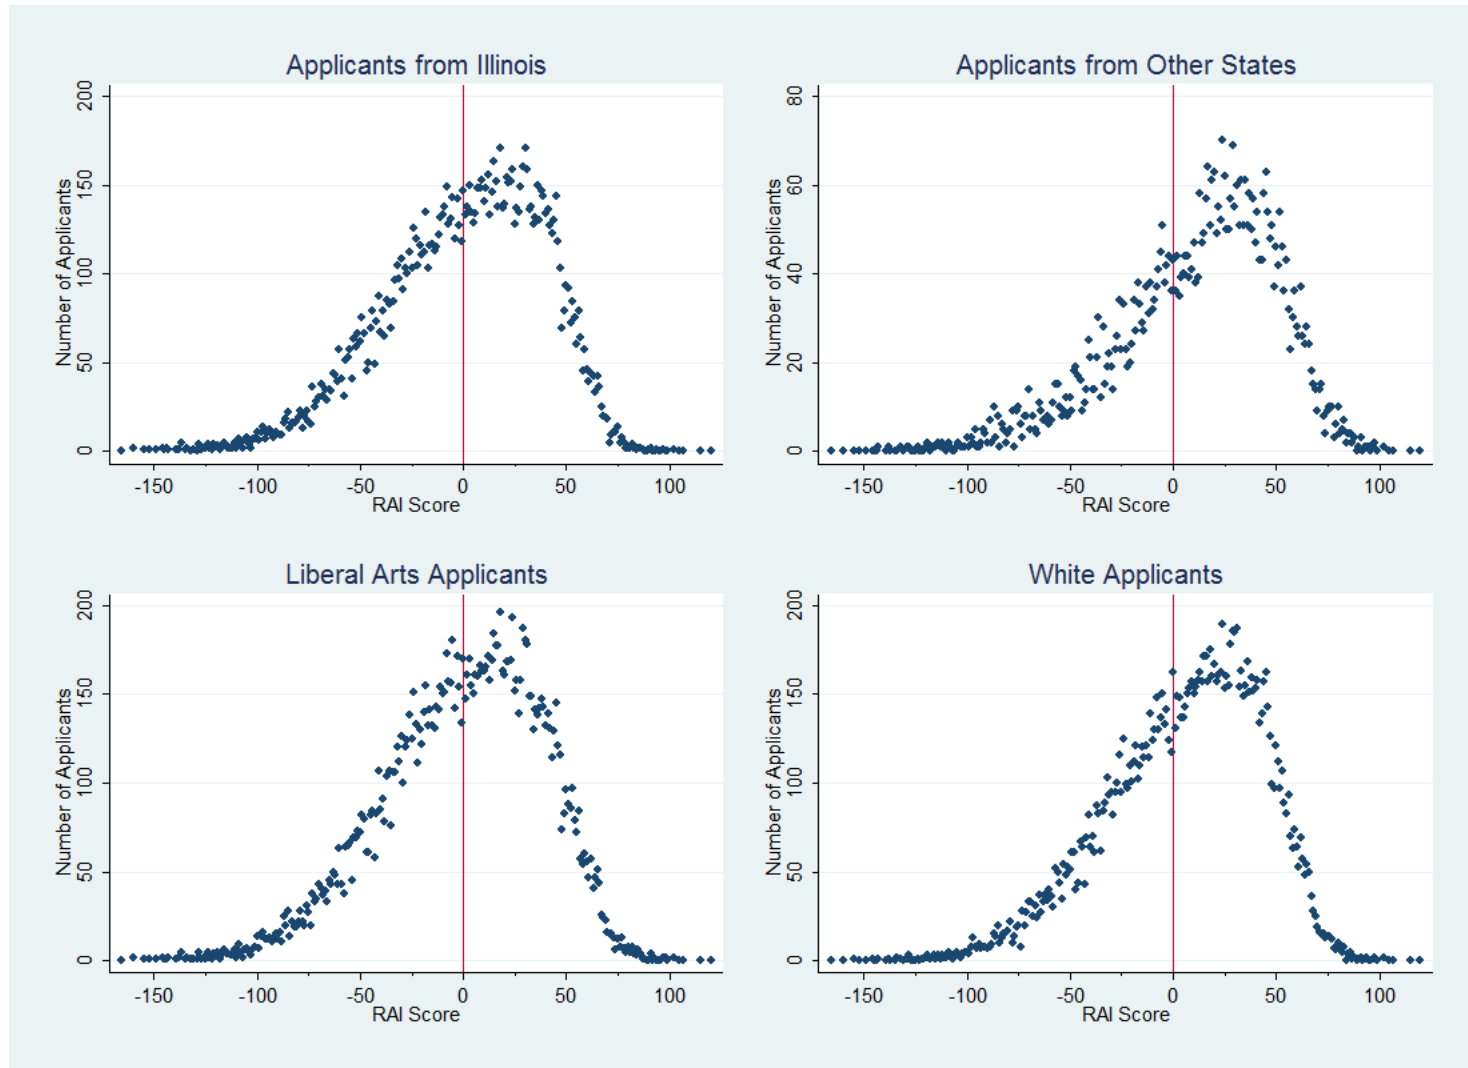 Applicants from Illinois
Number of Applicants
200
150
100
50
0
-150 -100 -50 0 50 100
RAI Score
Applicants from Other States
Number of Applicants
80
60
40
20
0
-150 -100 -50 0 50 100
RAI Score
Liberal Arts Applicants
Number of Applicants
200
150
100
50
0
-150 -100 -50 0 50 100
RAI Score
White Applicants
Number of Applicants
200
150
100
50
0
-150 -100 -50 0 50 100
RAI Score